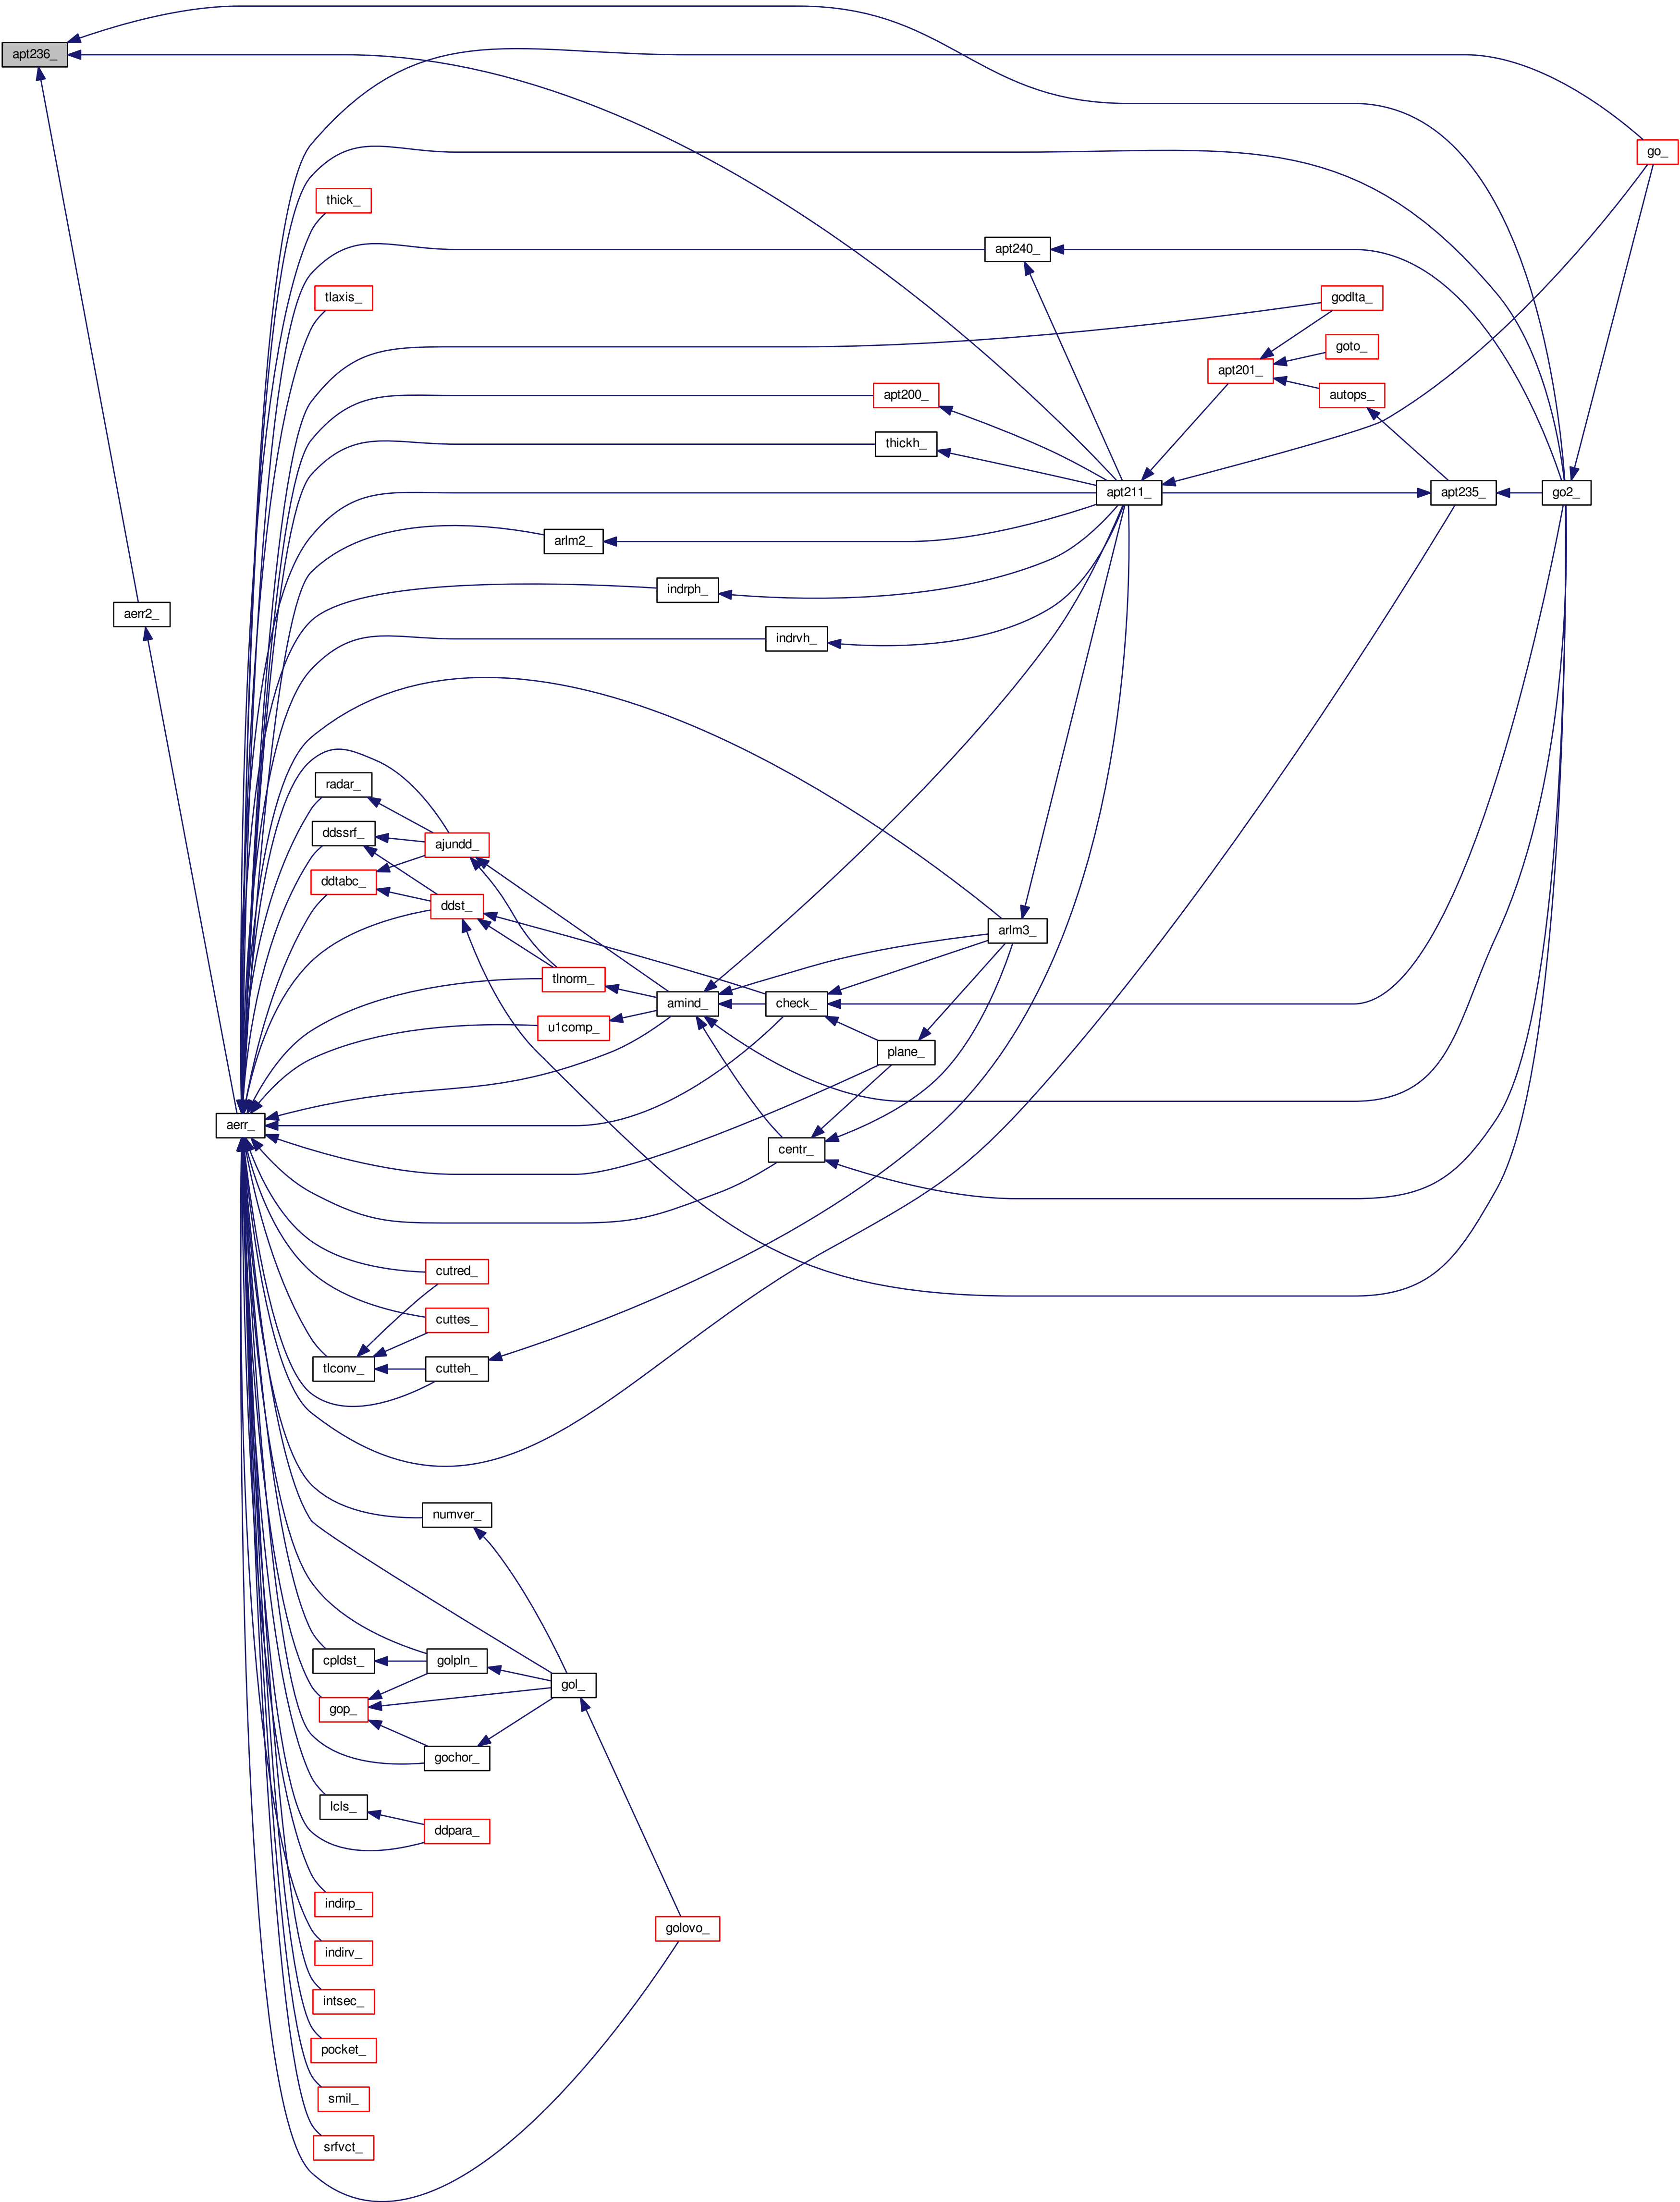 apt236_
go_
thick_
apt240_
tlaxis_
godlta_
goto_
apt201_
apt200_
autops_
thickh_
apt211_
apt235_
go2_
arlm2_
indrph_
aerr2_
indrvh_
radar_
ddssrf_
ajundd_
ddtabc_
ddst_
arlm3_
tlnorm_
amind_
check_
u1comp_
plane_
aerr_
centr_
cutred_
cuttes_
tlconv_
cutteh_
numver_
cpldst_
golpln_
gol_
gop_
gochor_
lcls_
ddpara_
indirp_
golovo_
indirv_
intsec_
pocket_
smil_
srfvct_